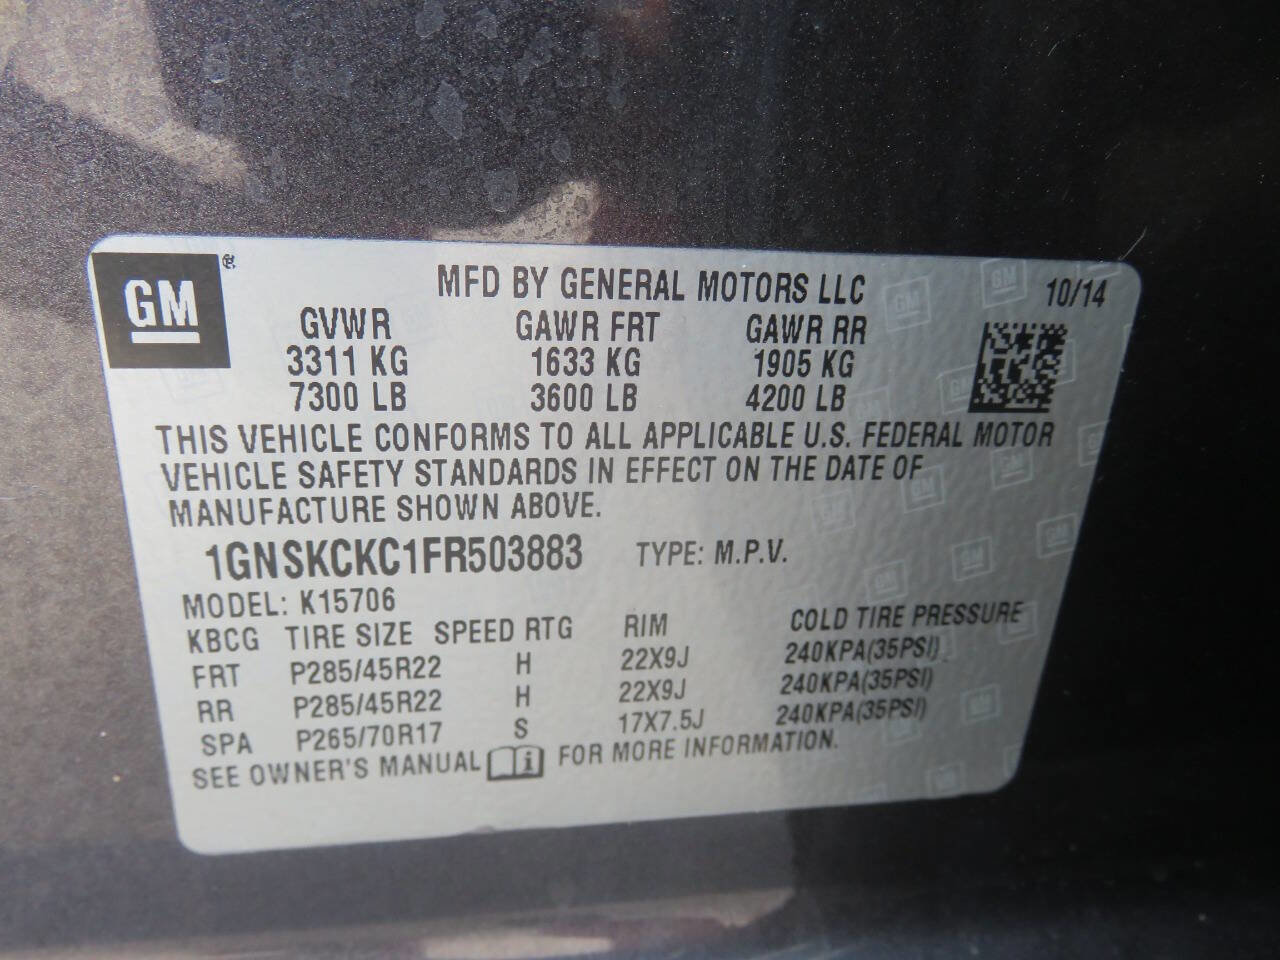 GM ® MFD BY GENERAL MOTORS LLC 10/14
GVWR GAWR FRT GAWR RR
3311 KG 1633 KG 1905 KG
7300 LB 3600 LB 4200 LB
THIS VEHICLE CONFORMS TO ALL APPLICABLE U.S. FEDERAL MOTOR
VEHICLE SAFETY STANDARDS IN EFFECT ON THE DATE OF
MANUFACTURE SHOWN ABOVE.
1GNSKCKC1FR503883 TYPE: M.P.V.
MODEL: K15706
KBCG TIRE SIZE SPEED RTG RIM COLD TIRE PRESSURE
FRT P285/45R22 H 22X9J 240KPA(35PSI)
RR P285/45R22 H 22X9J 240KPA(35PSI)
SPA P265/70R17 S 17X7.5J 240KPA(35PSI)
SEE OWNER'S MANUAL i FOR MORE INFORMATION.